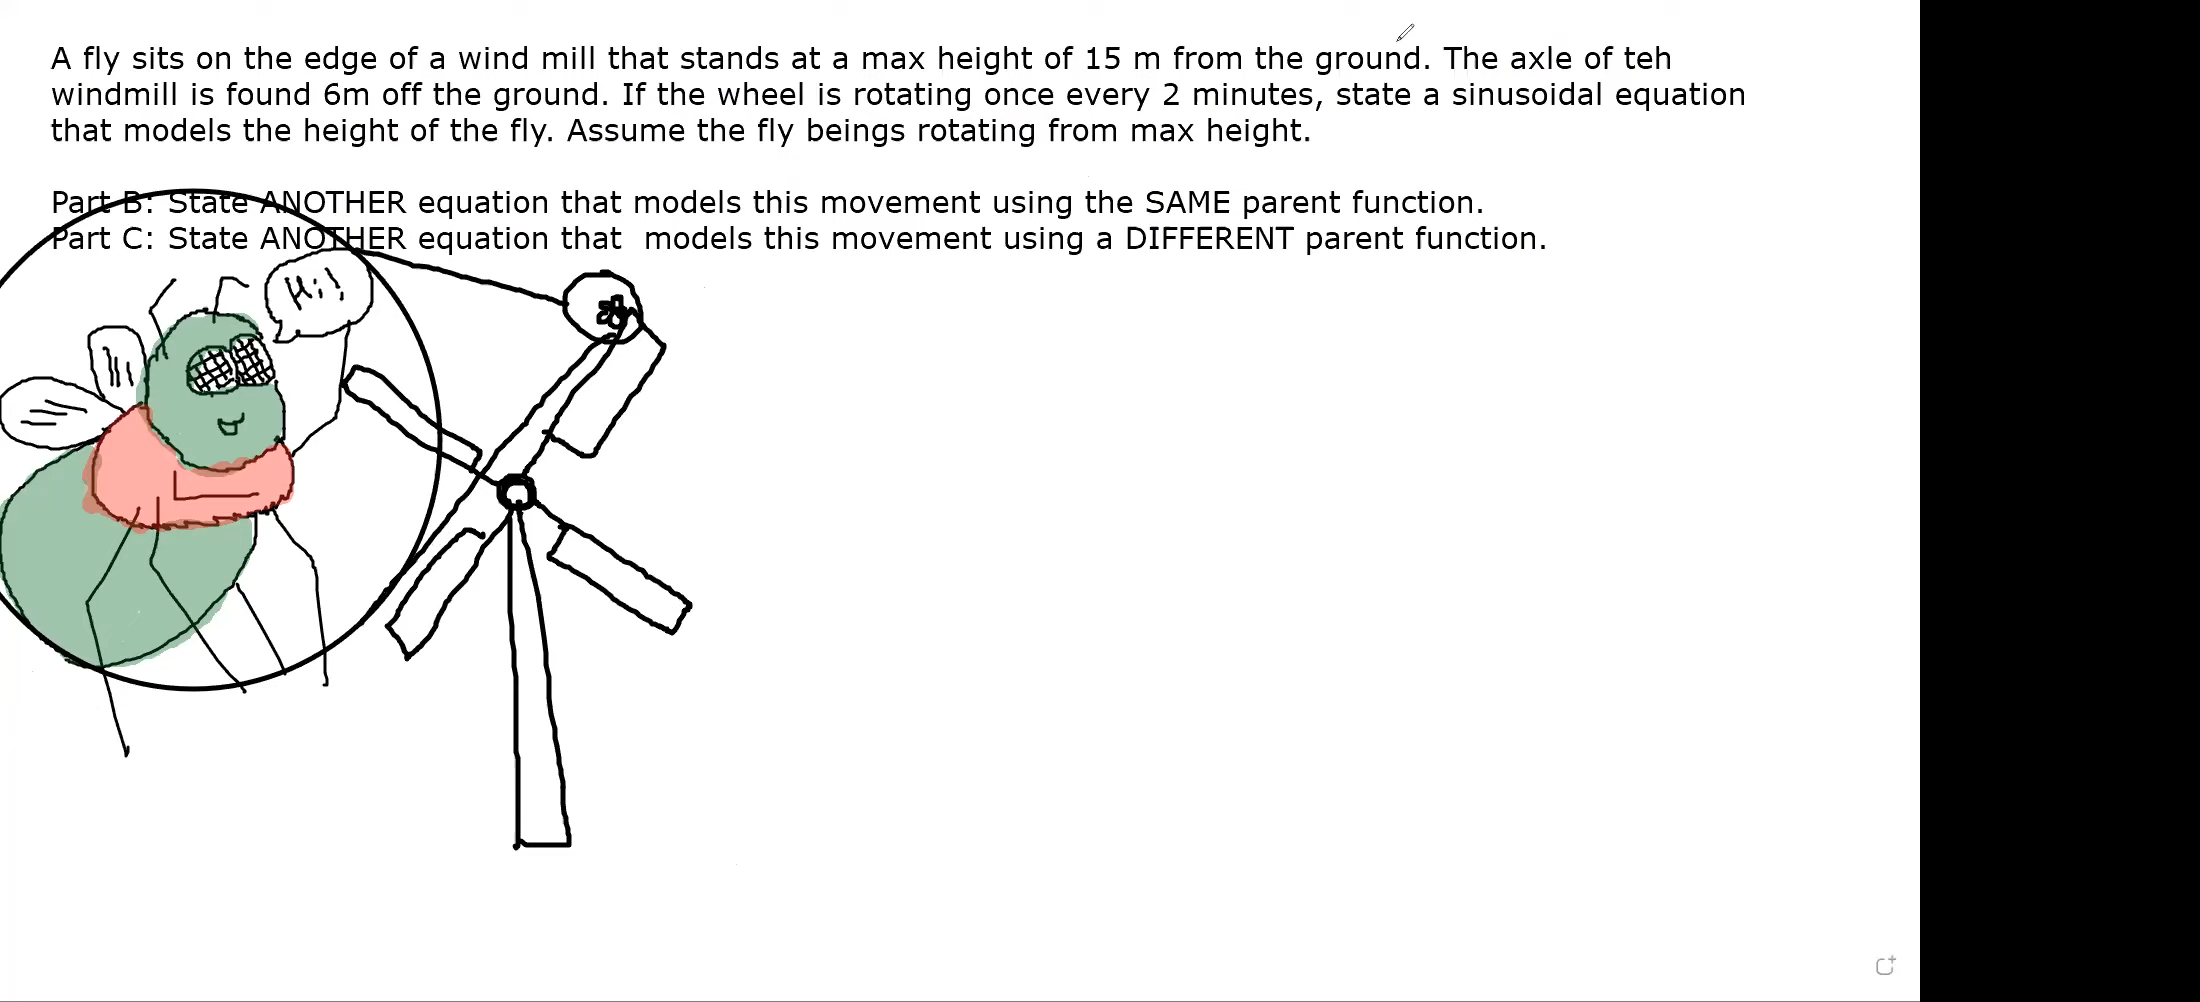 A fly sits on the edge of a wind mill that stands at a max height of 15 m from the ground. The axle of teh
windmill is found 6m off the ground. If the wheel is rotating once every 2 minutes, state a sinusoidal equation
that models the height of the fly. Assume the fly beings rotating from max height.
Part B: State ANOTHER equation that models this movement using the SAME parent function.
Part C: State ANOTHER equation that  models this movement using a DIFFERENT parent function.
Hi!